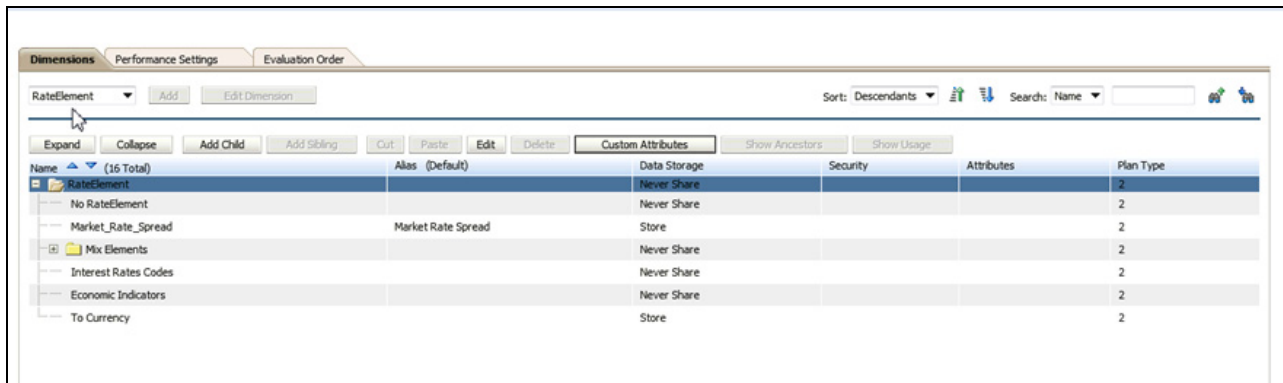 Dimensions Performance Settings Evaluation Order
RateElement Add Edit Dimension Sort: Descendants Search: Name
Expand Collapse Add Child Add Sibling Cut Paste Edit Delete Custom Attributes Show Ancestors Show Usage
Name (16 Total) Alias (Default) Data Storage Security Attributes Plan Type
RateElement Never Share 2
No RateElement Never Share 2
Market_Rate_Spread Market Rate Spread Store 2
Mix Elements Never Share 2
Interest Rates Codes Never Share 2
Economic Indicators Never Share 2
To Currency Store 2